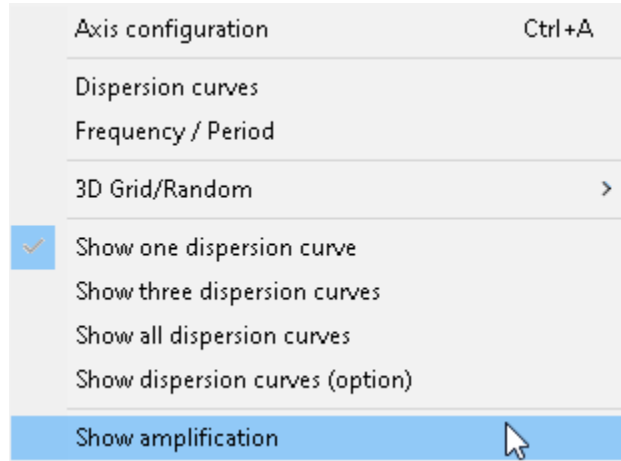 Axis configuration Ctrl+A
Dispersion curves
Frequency / Period
3D Grid/Random
Show one dispersion curve
Show three dispersion curves
Show all dispersion curves
Show dispersion curves (option)
Show amplification